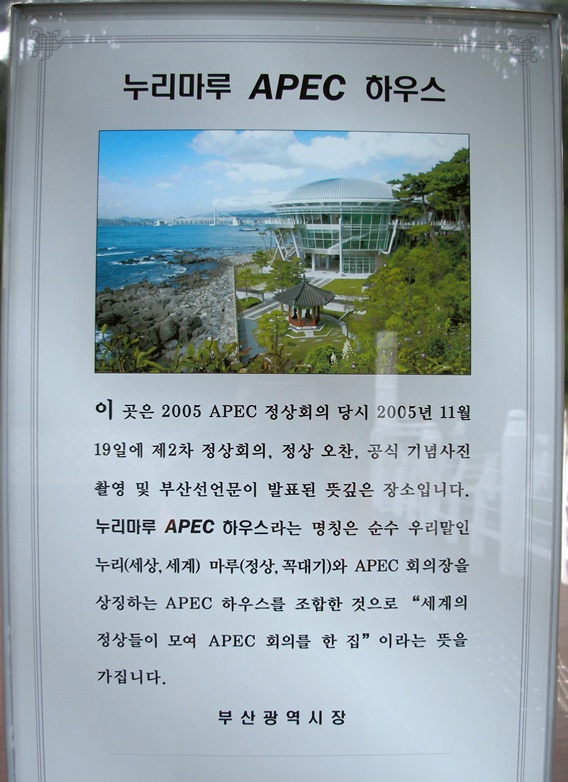 누리마루 APEC 하우스
이 곳은 2005 APEC 정상회의 당시 2005년 11월
19일에 제2차 정상회의, 정상 오찬, 공식 기념사진
촬영 및 부산선언문이 발표된 뜻깊은 장소입니다.
누리마루 APEC 하우스라는 명칭은 순수 우리말인
누리(세상, 세계) 마루(정상, 꼭대기)와 APEC 회의장을
상징하는 APEC 하우스를 조합한 것으로 “세계의
정상들이 모여 APEC 회의를 한 집” 이라는 뜻을
가집니다.
부산광역시장